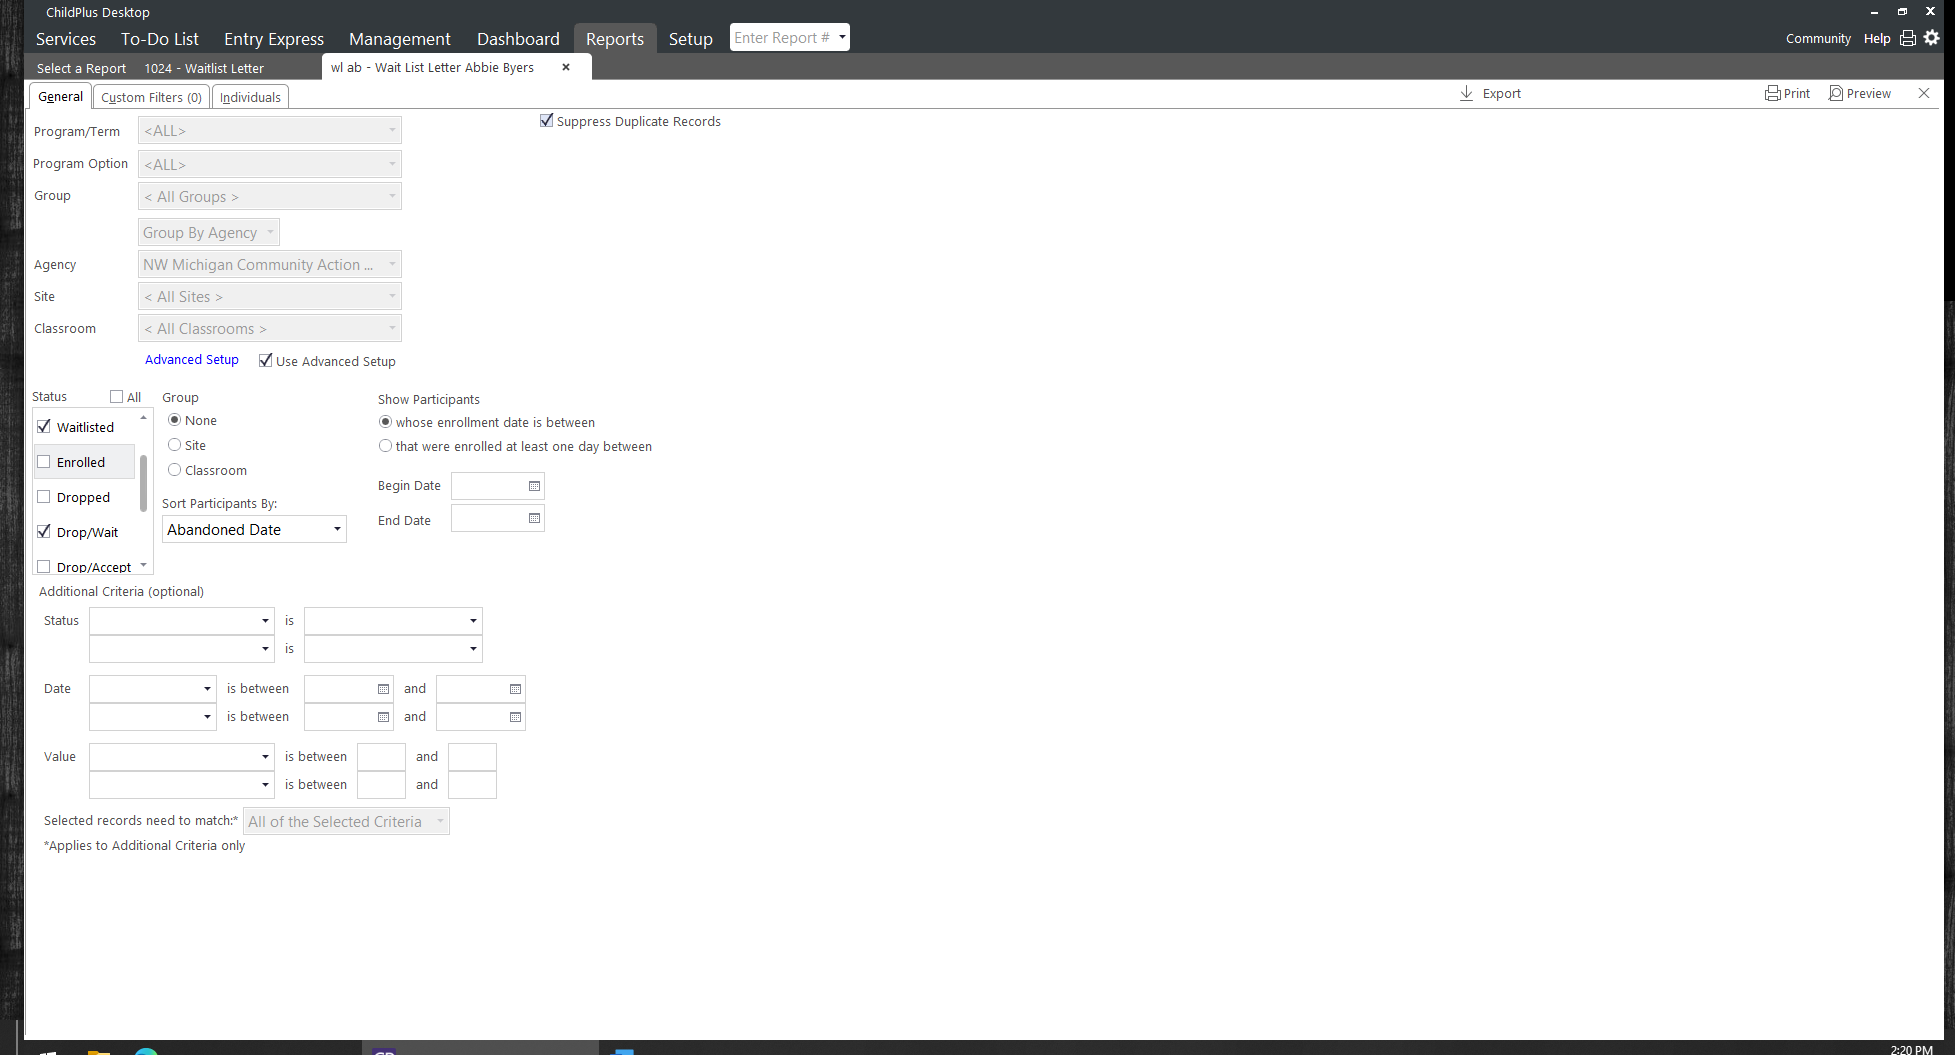 ChildPlus Desktop
Services To-Do List Entry Express Management Dashboard Reports Setup Enter Report # Community Help
Select a Report 1024 - Waitlist Letter wl ab - Wait List Letter Abbie Byers
General Custom Filters (0) Individuals Export Print Preview
Program/Term <ALL> Suppress Duplicate Records
Program Option <ALL>
Group < All Groups >
Group By Agency
Agency NW Michigan Community Action ...
Site < All Sites >
Classroom < All Classrooms >
Advanced Setup Use Advanced Setup
Status All Group Show Participants
Waitlisted None whose enrollment date is between
Enrolled Site that were enrolled at least one day between
Dropped Classroom Begin Date
Drop/Wait Sort Participants By: End Date
Drop/Accept Abandoned Date
Additional Criteria (optional)
Status is
is
Date is between and
is between and
Value is between and
is between and
Selected records need to match:* All of the Selected Criteria
*Applies to Additional Criteria only
2:20 PM